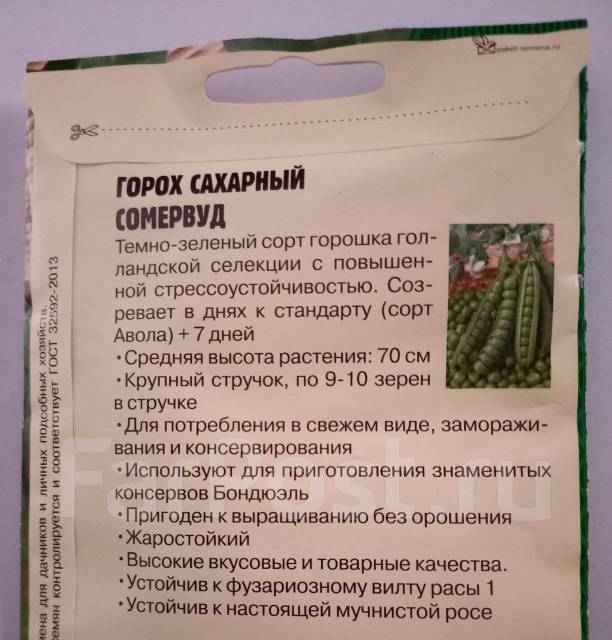 paket-semena.ru
ГОРОХ САХАРНЫЙ
СОМЕРВУД
Темно-зеленый сорт горошка гол-
ландской селекции с повышен-
ной стрессоустойчивостью. Соз-
ревает в днях к стандарту (сорт
Авола) + 7 дней
•Средняя высота растения: 70 см
•Крупный стручок, по 9-10 зерен
в стручке
•Для потребления в свежем виде, заморажи-
вания и консервирования
•Используют для приготовления знаменитых
консервов Бондюэль
•Пригоден к выращиванию без орошения
•Жаростойкий
•Высокие вкусовые и товарные качества.
•Устойчив к фузариозному вилту расы 1
•Устойчив к настоящей мучнистой росе
для дачников и личных подсобных хозяйств.
семян контролируется и соответствует ГОСТ 32592-2013
FarPost.ru